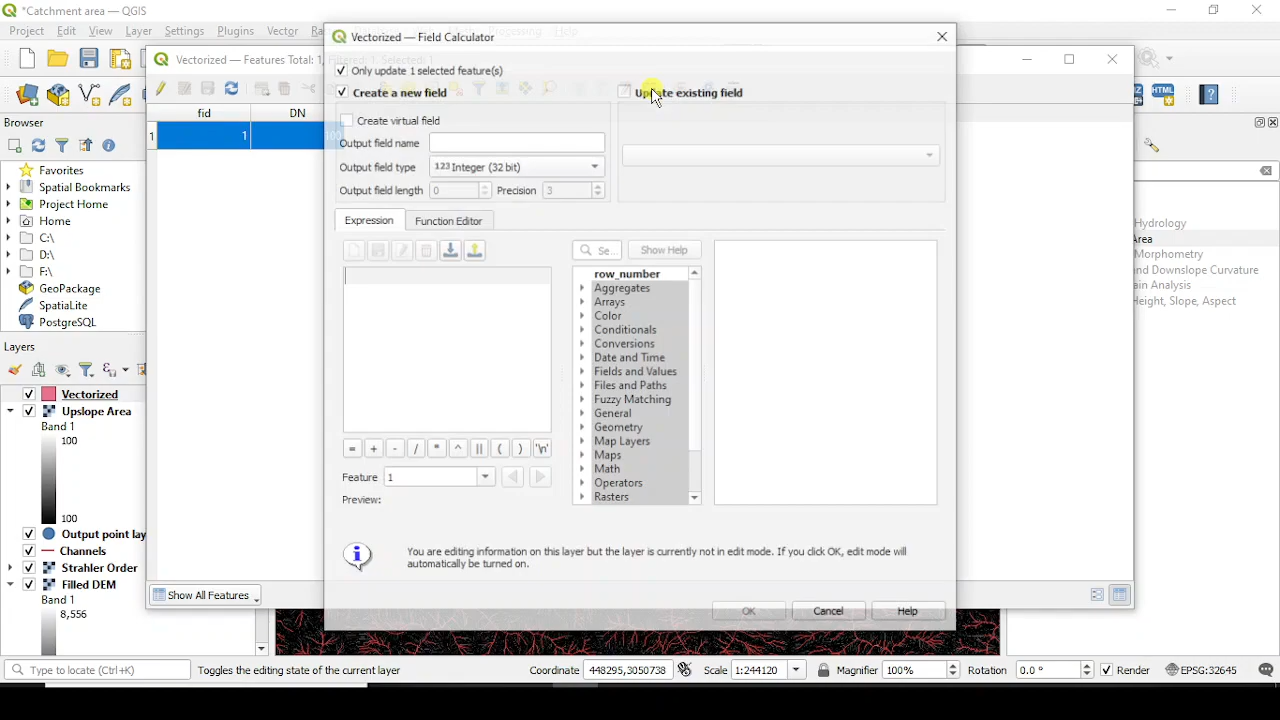 *Catchment area — QGIS
Project Edit View Layer Settings Plugins Vector
Vectorized — Field Calculator
Vectorized — Features Total: 1,
Only update 1 selected feature(s)
Create a new field
Update existing field
fid DN
Create virtual field
1 1
Output field name
Output field type 123 Integer (32 bit)
Output field length 0 Precision 3
Browser
Favorites
Spatial Bookmarks
Project Home
Home
C:\
D:\
F:\
GeoPackage
SpatiaLite
PostgreSQL
Expression Function Editor
Se... Show Help
row_number
Aggregates
Arrays
Color
Conditionals
Conversions
Date and Time
Fields and Values
Files and Paths
Fuzzy Matching
General
Geometry
Map Layers
Maps
Math
Operators
Rasters
= + - / * ^ || ( ) '\n'
Feature 1
Preview:
You are editing information on this layer but the layer is currently not in edit mode. If you click OK, edit mode will
automatically be turned on.
OK Cancel Help
Hydrology
Area
Morphometry
and Downslope Curvature
ain Analysis
Height, Slope, Aspect
HTML
Layers
Vectorized
Upslope Area
Band 1
100
100
Output point lay
Channels
Strahler Order
Filled DEM
Band 1
8,556
Show All Features
Type to locate (Ctrl+K) Toggles the editing state of the current layer Coordinate 448295,3050738 Scale 1:244120 Magnifier 100% Rotation 0.0 ° Render EPSG:32645